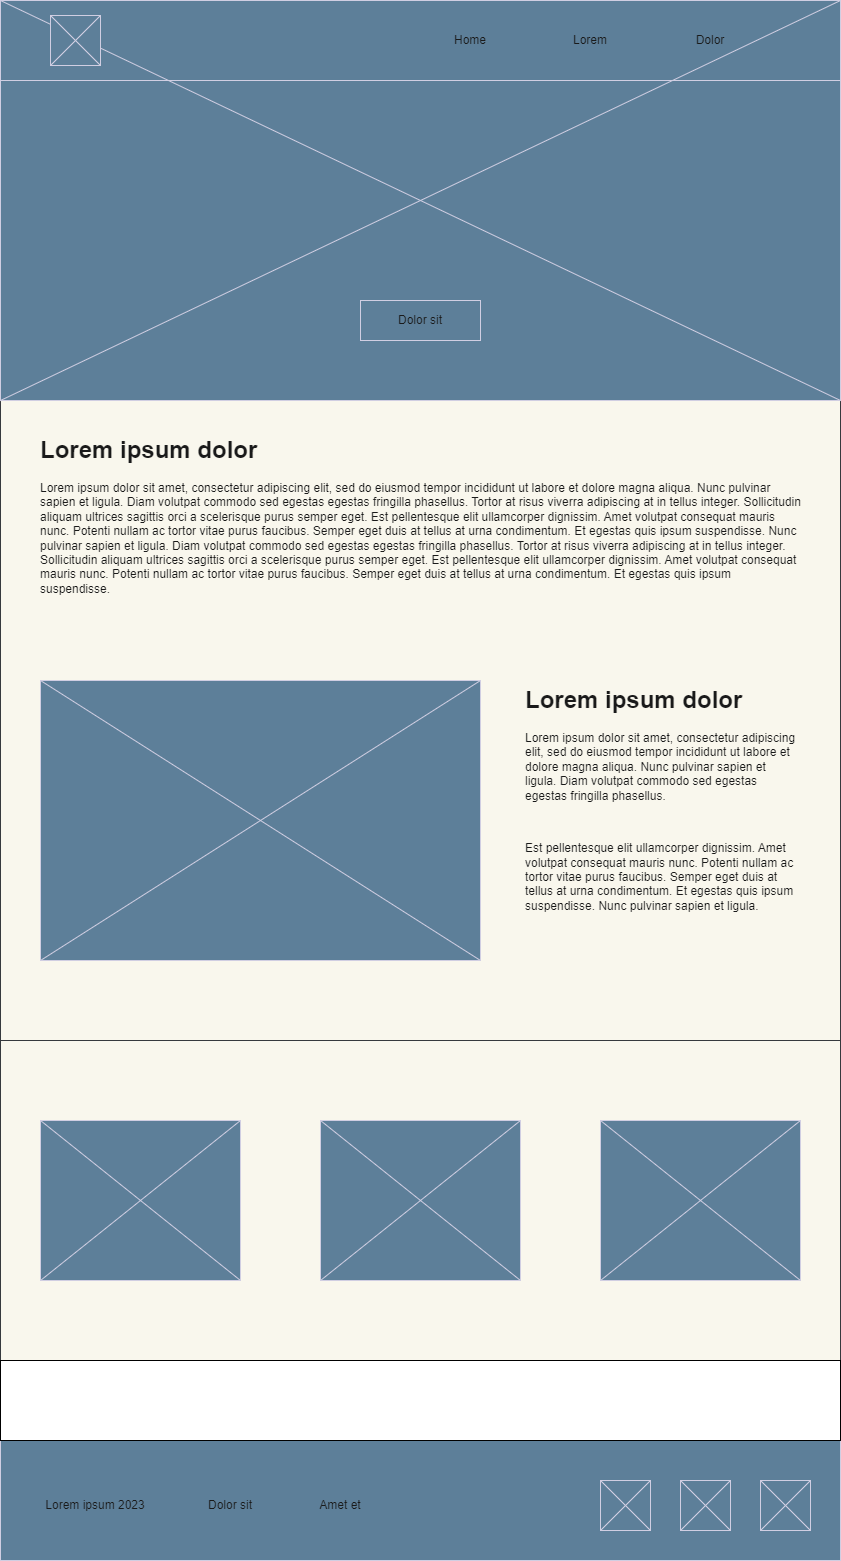 Home Lorem Dolor
Dolor sit
Lorem ipsum dolor
Lorem ipsum dolor sit amet, consectetur adipiscing elit, sed do eiusmod tempor incididunt ut labore et dolore magna aliqua. Nunc pulvinar
sapien et ligula. Diam volutpat commodo sed egestas egestas fringilla phasellus. Tortor at risus viverra adipiscing at in tellus integer. Sollicitudin
aliquam ultrices sagittis orci a scelerisque purus semper eget. Est pellentesque elit ullamcorper dignissim. Amet volutpat consequat mauris
nunc. Potenti nullam ac tortor vitae purus faucibus. Semper eget duis at tellus at urna condimentum. Et egestas quis ipsum suspendisse. Nunc
pulvinar sapien et ligula. Diam volutpat commodo sed egestas egestas fringilla phasellus. Tortor at risus viverra adipiscing at in tellus integer.
Sollicitudin aliquam ultrices sagittis orci a scelerisque purus semper eget. Est pellentesque elit ullamcorper dignissim. Amet volutpat consequat
mauris nunc. Potenti nullam ac tortor vitae purus faucibus. Semper eget duis at tellus at urna condimentum. Et egestas quis ipsum
suspendisse.
Lorem ipsum dolor
Lorem ipsum dolor sit amet, consectetur adipiscing
elit, sed do eiusmod tempor incididunt ut labore et
dolore magna aliqua. Nunc pulvinar sapien et
ligula. Diam volutpat commodo sed egestas
egestas fringilla phasellus.
Est pellentesque elit ullamcorper dignissim. Amet
volutpat consequat mauris nunc. Potenti nullam ac
tortor vitae purus faucibus. Semper eget duis at
tellus at urna condimentum. Et egestas quis ipsum
suspendisse. Nunc pulvinar sapien et ligula.
Lorem ipsum 2023 Dolor sit Amet et